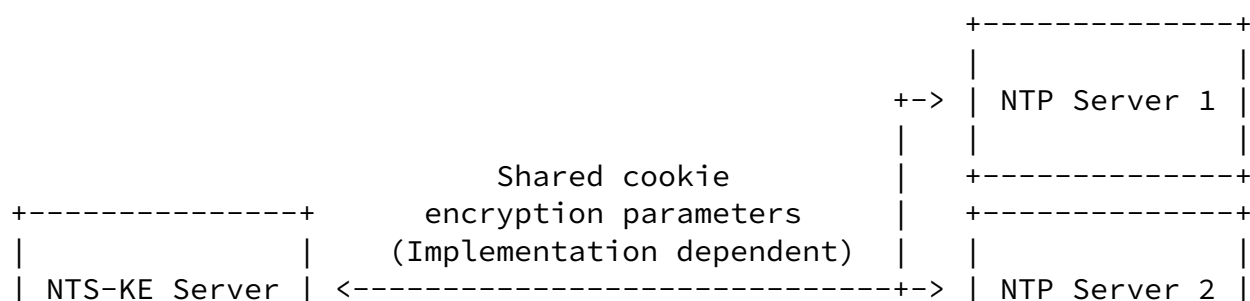 +--------------+
                                                    |              |
                                                +-> | NTP Server 1 |
                                                |   |              |
                          Shared cookie         |   +--------------+
+---------------+     encryption parameters     |   +--------------+
|               |    (Implementation dependent) |   |              |
| NTS-KE Server | <-----------------------------+-> | NTP Server 2 |